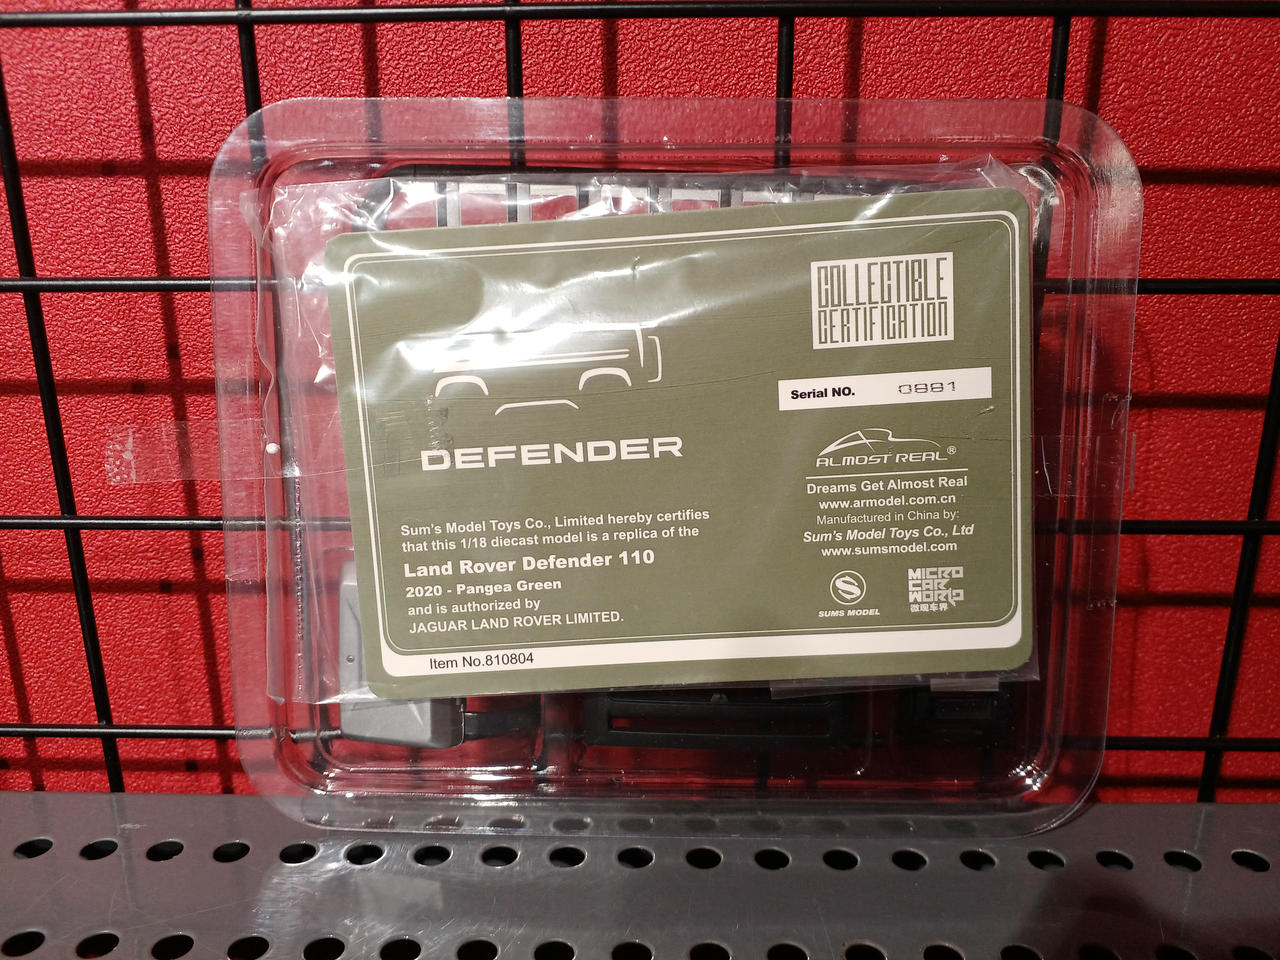 COLLECTIBLE
CERTIFICATION
Serial NO. 0881
DEFENDER
ALMOST REAL®
Dreams Get Almost Real
www.armodel.com.cn
Manufactured in China by:
Sum's Model Toys Co., Ltd
www.sumsmodel.com
Sum's Model Toys Co., Limited hereby certifies
that this 1/18 diecast model is a replica of the
Land Rover Defender 110
2020 - Pangea Green
and is authorized by
JAGUAR LAND ROVER LIMITED.
SUMS MODEL
MICRO
CAR
WORLD
微观车界
Item No.810804